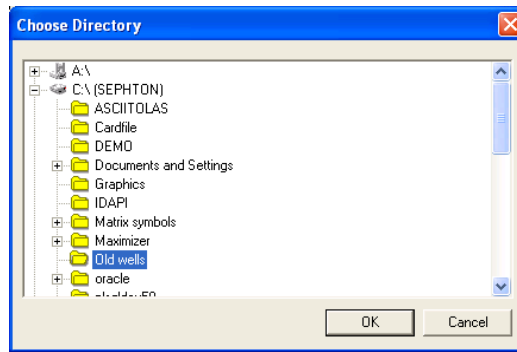 Choose Directory
A:\
C:\ (SEPHTON)
ASCIITOLAS
Cardfile
DEMO
Documents and Settings
Graphics
IDAPI
Matrix symbols
Maximizer
Old wells
oracle
OK Cancel